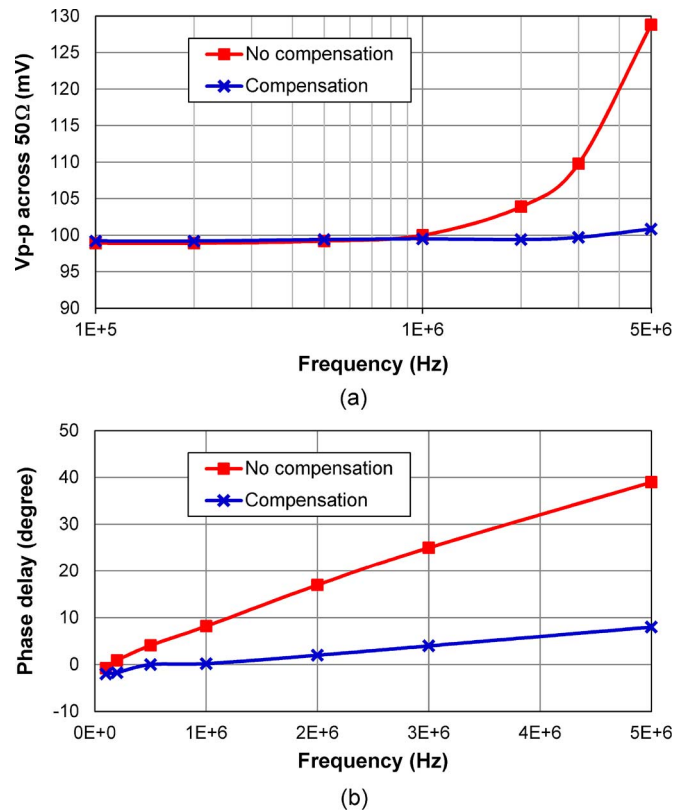 130
125
120
115
110
105
100
95
90
Vp-p across 50Ω (mV)
No compensation
Compensation
1E+5
1E+6
5E+6
Frequency (Hz)
(a)
50
40
30
20
10
0
-10
Phase delay (degree)
No compensation
Compensation
0E+0
1E+6
2E+6
3E+6
4E+6
5E+6
Frequency (Hz)
(b)